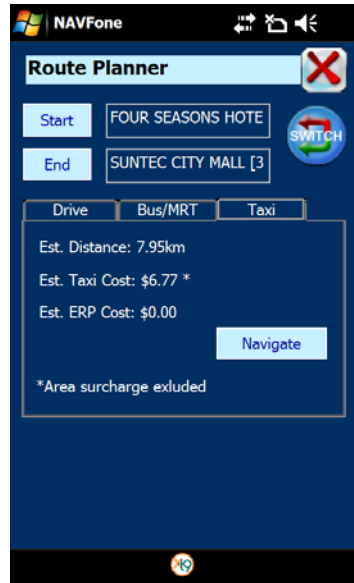 NAVFone
Route Planner
Start FOUR SEASONS HOTE
SWITCH
End SUNTEC CITY MALL [3
Drive Bus/MRT Taxi
Est. Distance: 7.95km
Est. Taxi Cost: $6.77 *
Est. ERP Cost: $0.00
Navigate
*Area surcharge exluded